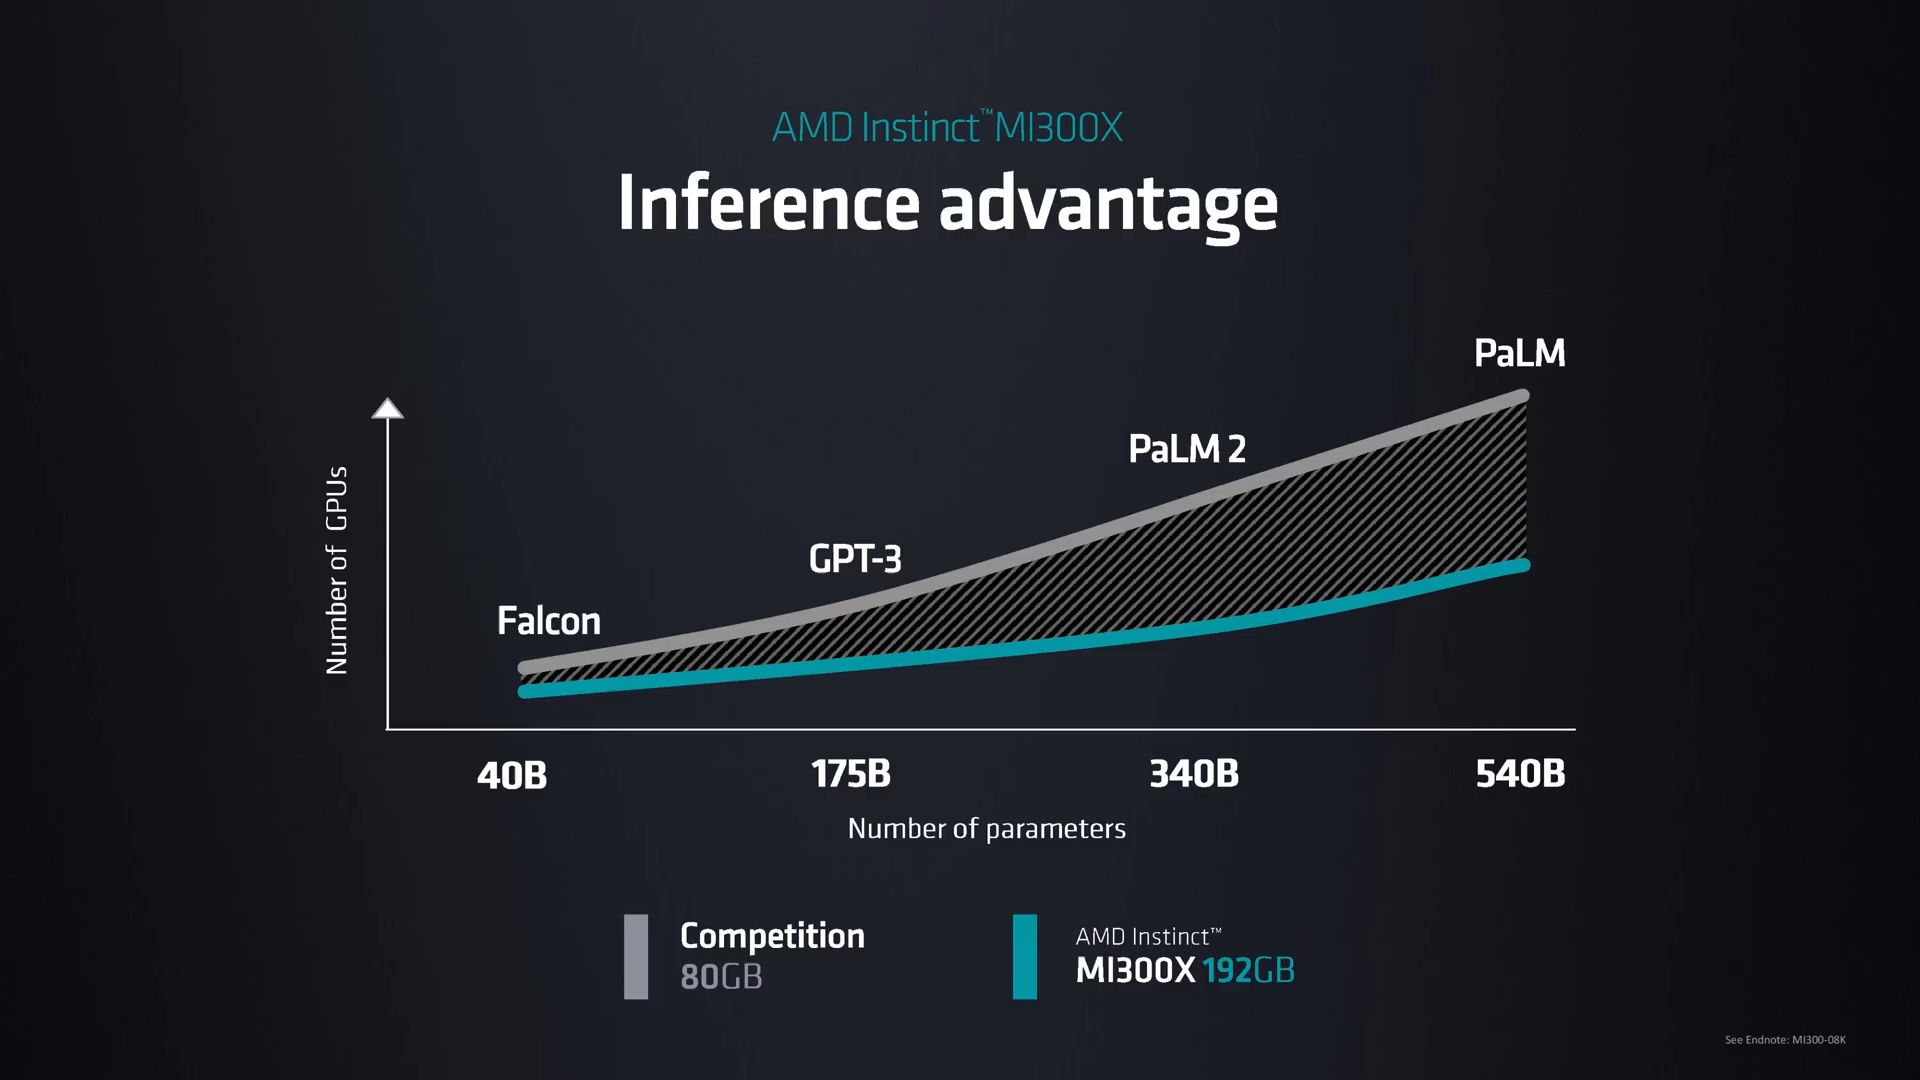 AMD Instinct™ MI300X
Inference advantage
PaLM
PaLM 2
GPT-3
Falcon
Number of GPUs
40B 175B 340B 540B
Number of parameters
Competition
80GB
AMD Instinct™
MI300X 192GB
See Endnote: MI300-08K